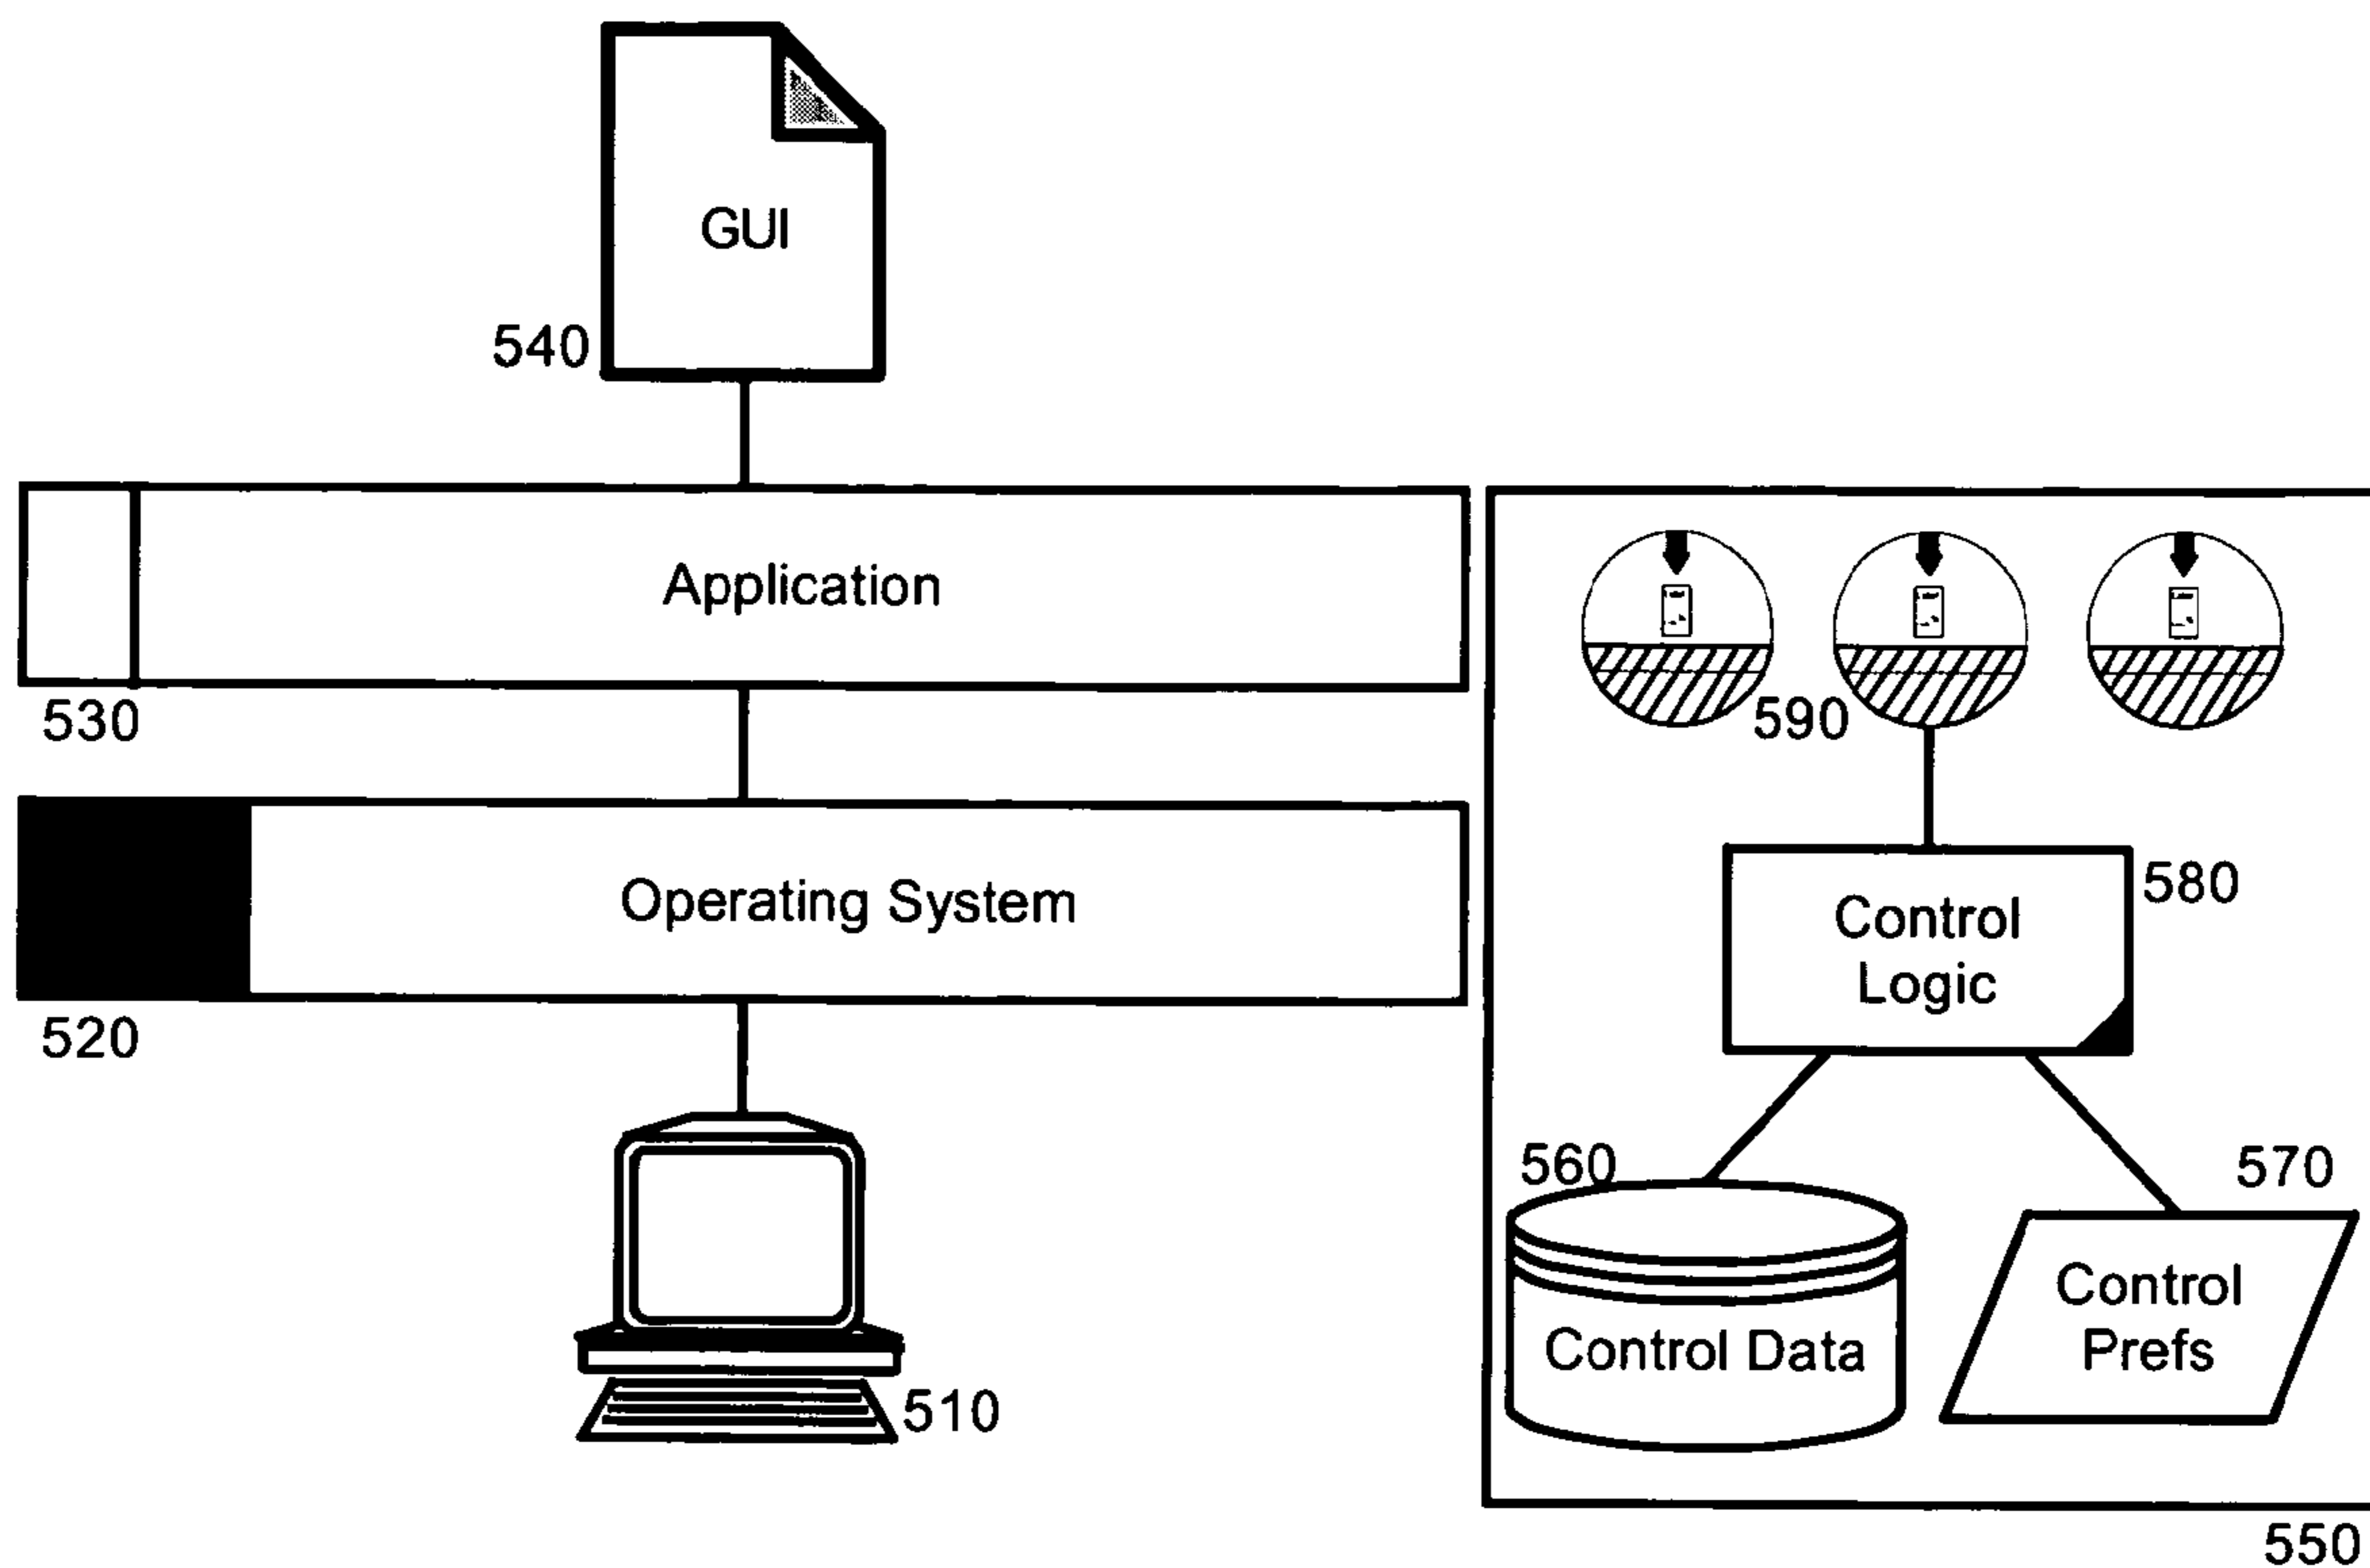 GUI
540
Application
530
590
Operating System
520
Control
Logic
580
510
560
570
Control Data
Control
Prefs
550